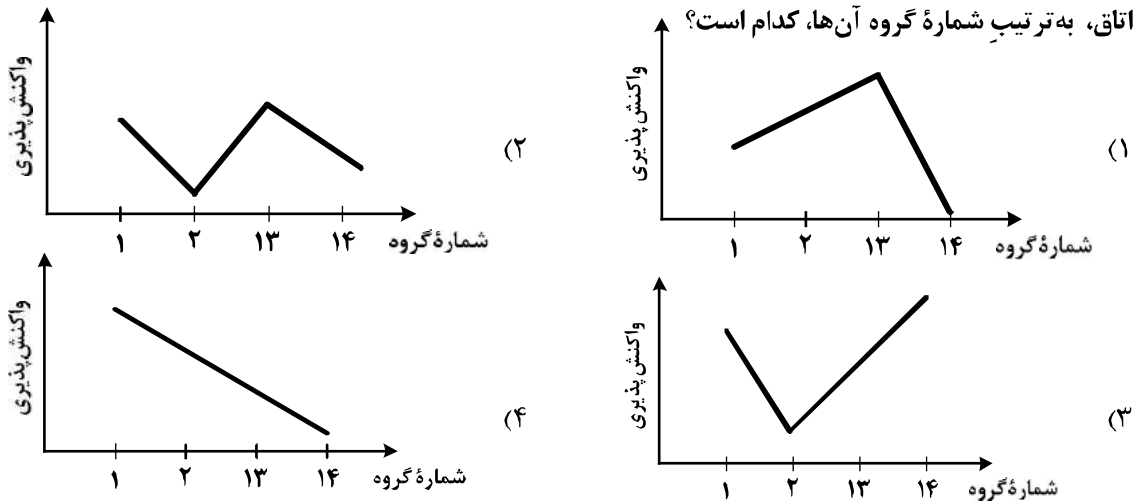 اتاق، به‌ترتیبِ شمارهٔ گروه آن‌ها، کدام است؟
۱)
واکنش‌پذیری
۱ ۲ ۱۳ ۱۴
شمارهٔ گروه
۲)
واکنش‌پذیری
۱ ۲ ۱۳ ۱۴
شمارهٔ گروه
۳)
واکنش‌پذیری
۱ ۲ ۱۳ ۱۴
شمارهٔ گروه
۴)
واکنش‌پذیری
۱ ۲ ۱۳ ۱۴
شمارهٔ گروه